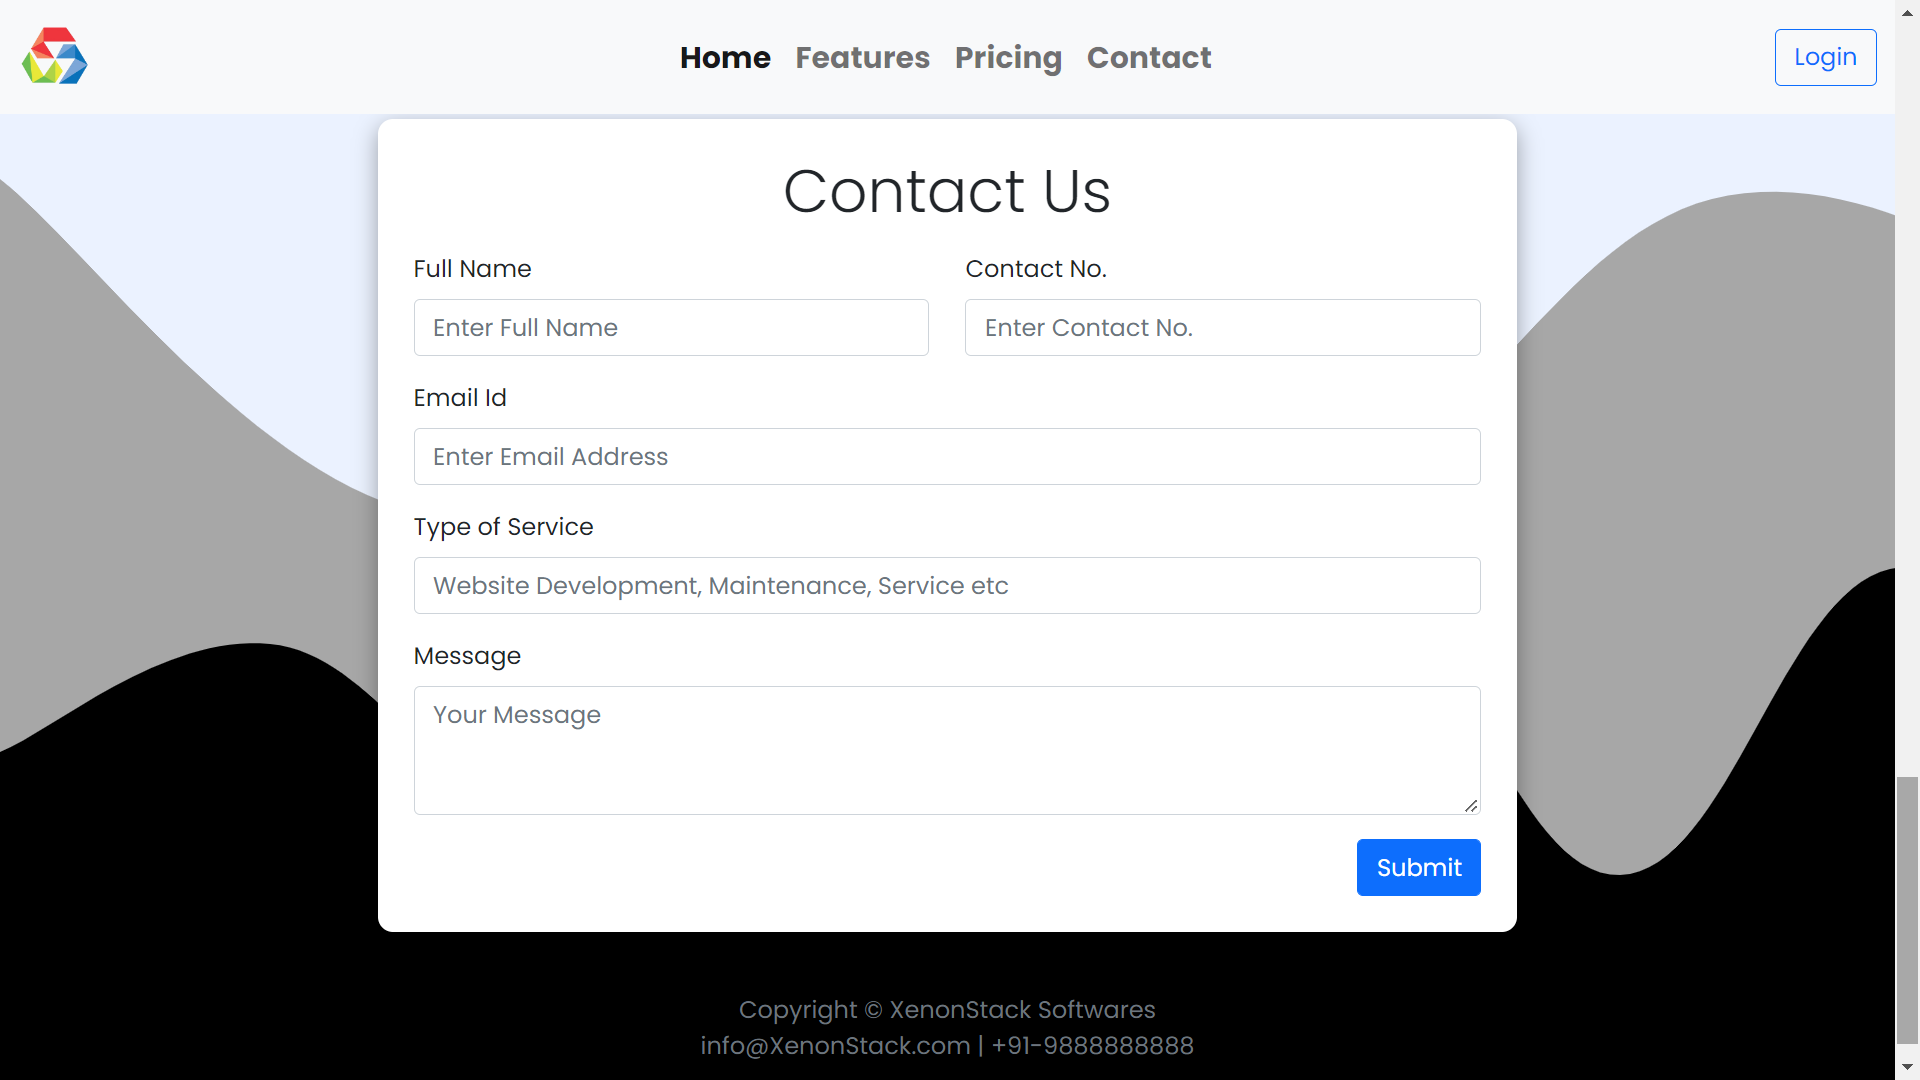 Home Features Pricing Contact Login
Contact Us
Full Name Contact No.
Enter Full Name Enter Contact No.
Email Id
Enter Email Address
Type of Service
Website Development, Maintenance, Service etc
Message
Your Message
Submit
Copyright © XenonStack Softwares
info@XenonStack.com | +91-9888888888